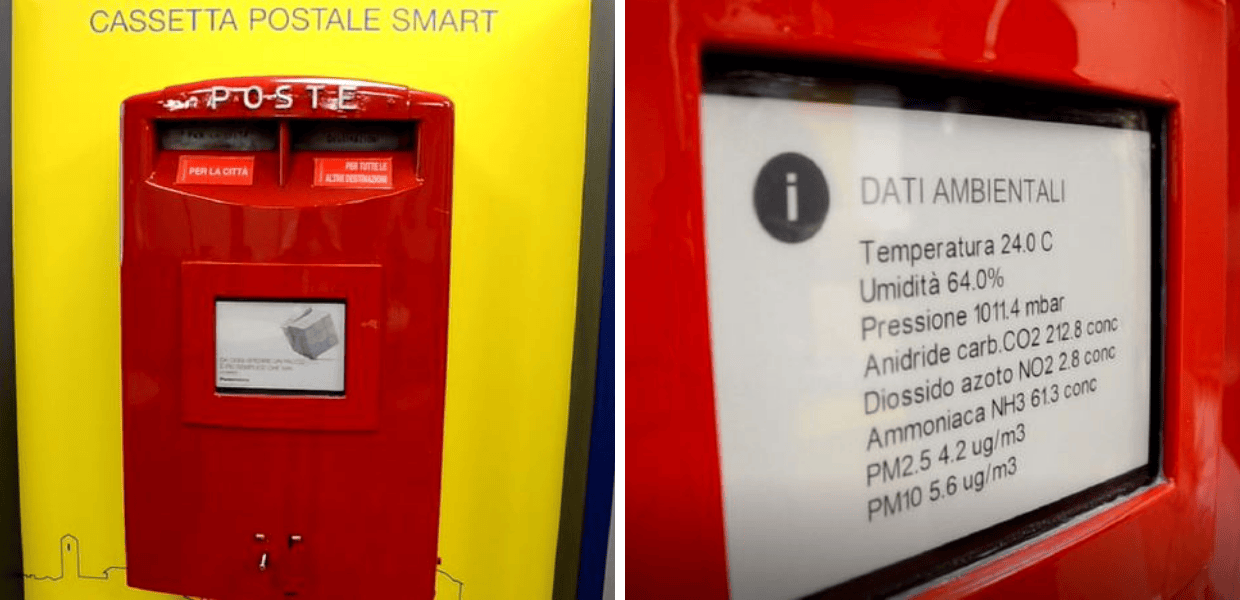 CASSETTA POSTALE SMART
POSTE
PER LA CITTÀ
PER TUTTE LE
ALTRE DESTINAZIONI
i
DATI AMBIENTALI
Temperatura 24.0 C
Umidità 64.0%
Pressione 1011.4 mbar
Anidride carb.CO2 212.8 conc
Diossido azoto NO2 2.8 conc
Ammoniaca NH3 61.3 conc
PM2.5 4.2 ug/m3
PM10 5.6 ug/m3